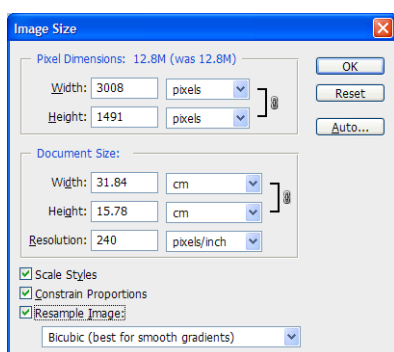 Image Size
Pixel Dimensions: 12.8M (was 12.8M)
Width: 3008 pixels
Height: 1491 pixels
OK
Reset
Auto...
Document Size:
Width: 31.84 cm
Height: 15.78 cm
Resolution: 240 pixels/inch
Scale Styles
Constrain Proportions
Resample Image:
Bicubic (best for smooth gradients)